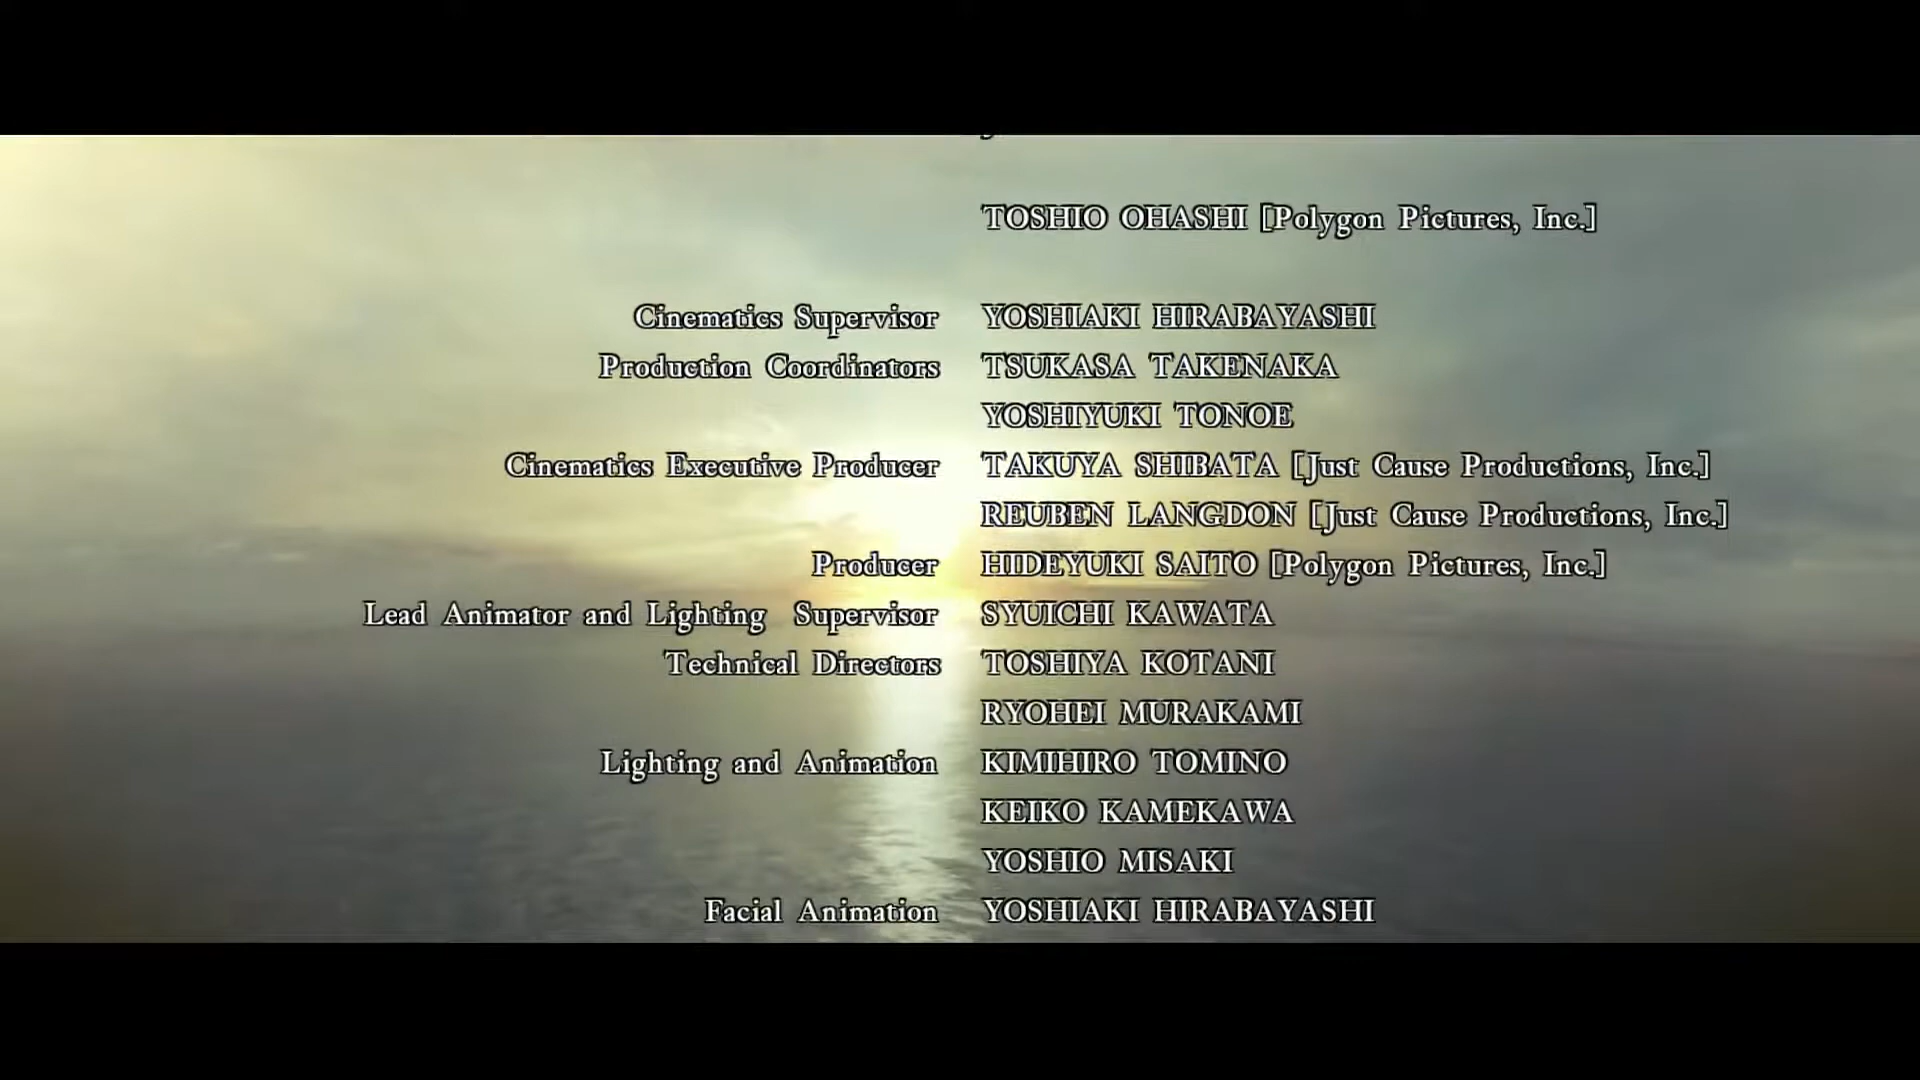 TOSHIO OHASHI [Polygon Pictures, Inc.]
Cinematics Supervisor YOSHIAKI HIRABAYASHI
Production Coordinators TSUKASA TAKENAKA
YOSHIYUKI TONOE
Cinematics Executive Producer TAKUYA SHIBATA [Just Cause Productions, Inc.]
REUBEN LANGDON [Just Cause Productions, Inc.]
Producer HIDEYUKI SAITO [Polygon Pictures, Inc.]
Lead Animator and Lighting Supervisor SYUICHI KAWATA
Technical Directors TOSHIYA KOTANI
RYOHEI MURAKAMI
Lighting and Animation KIMIHIRO TOMINO
KEIKO KAMEKAWA
YOSHIO MISAKI
Facial Animation YOSHIAKI HIRABAYASHI